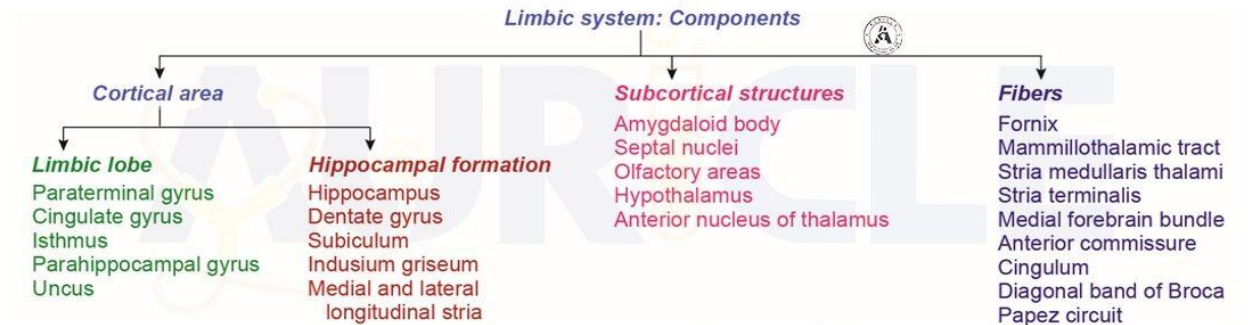 Limbic system: Components
Cortical area
Limbic lobe
Paraterminal gyrus
Cingulate gyrus
Isthmus
Parahippocampal gyrus
Uncus
Hippocampal formation
Hippocampus
Dentate gyrus
Subiculum
Indusium griseum
Medial and lateral
longitudinal stria
Subcortical structures
Amygdaloid body
Septal nuclei
Olfactory areas
Hypothalamus
Anterior nucleus of thalamus
Fibers
Fornix
Mammillothalamic tract
Stria medullaris thalami
Stria terminalis
Medial forebrain bundle
Anterior commissure
Cingulum
Diagonal band of Broca
Papez circuit
AURICLE